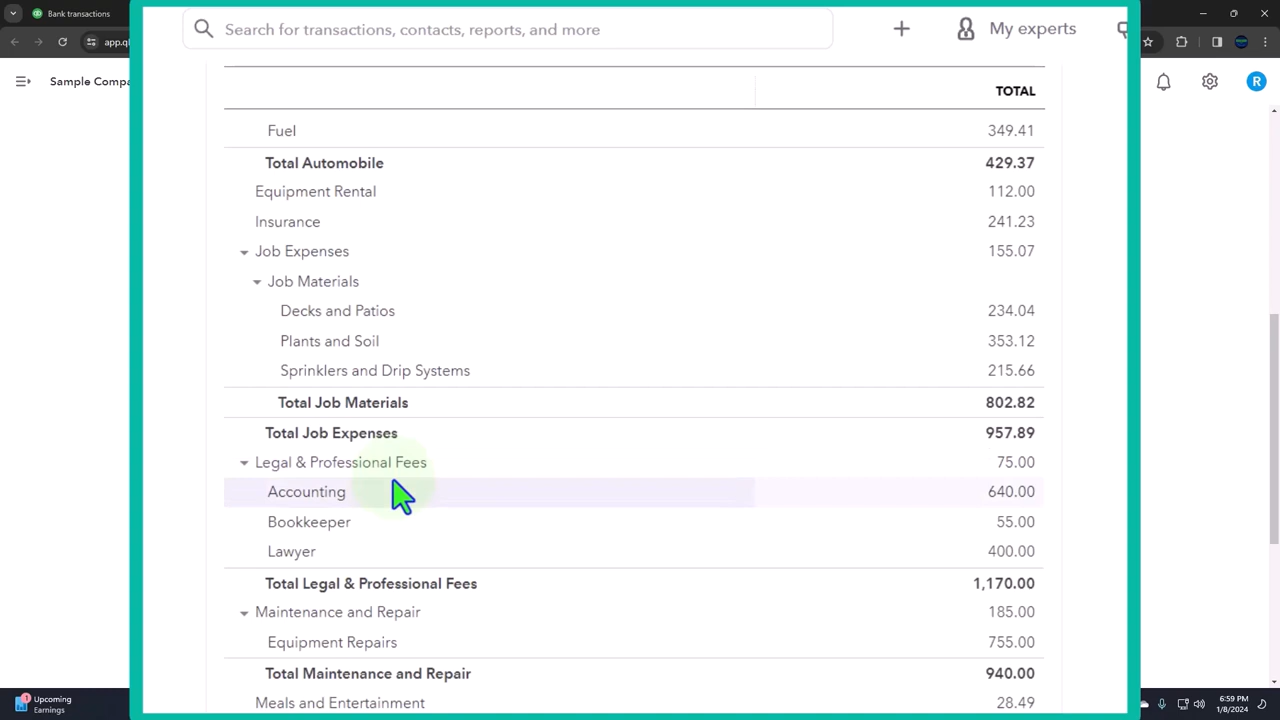 Banking transactions:
Search for transactions, contacts, reports, and more
My experts
Sample Compa
R
TOTAL
Fuel 349.41
Total Automobile 429.37
Equipment Rental 112.00
Insurance 241.23
Job Expenses 155.07
Job Materials
Decks and Patios 234.04
Plants and Soil 353.12
Sprinklers and Drip Systems 215.66
Total Job Materials 802.82
Total Job Expenses 957.89
Legal & Professional Fees 75.00
Accounting 640.00
Bookkeeper 55.00
Lawyer 400.00
Total Legal & Professional Fees 1,170.00
Maintenance and Repair 185.00
Equipment Repairs 755.00
Total Maintenance and Repair 940.00
Meals and Entertainment 28.49
1
Upcoming
Earnings
6:59 PM
1/8/2024